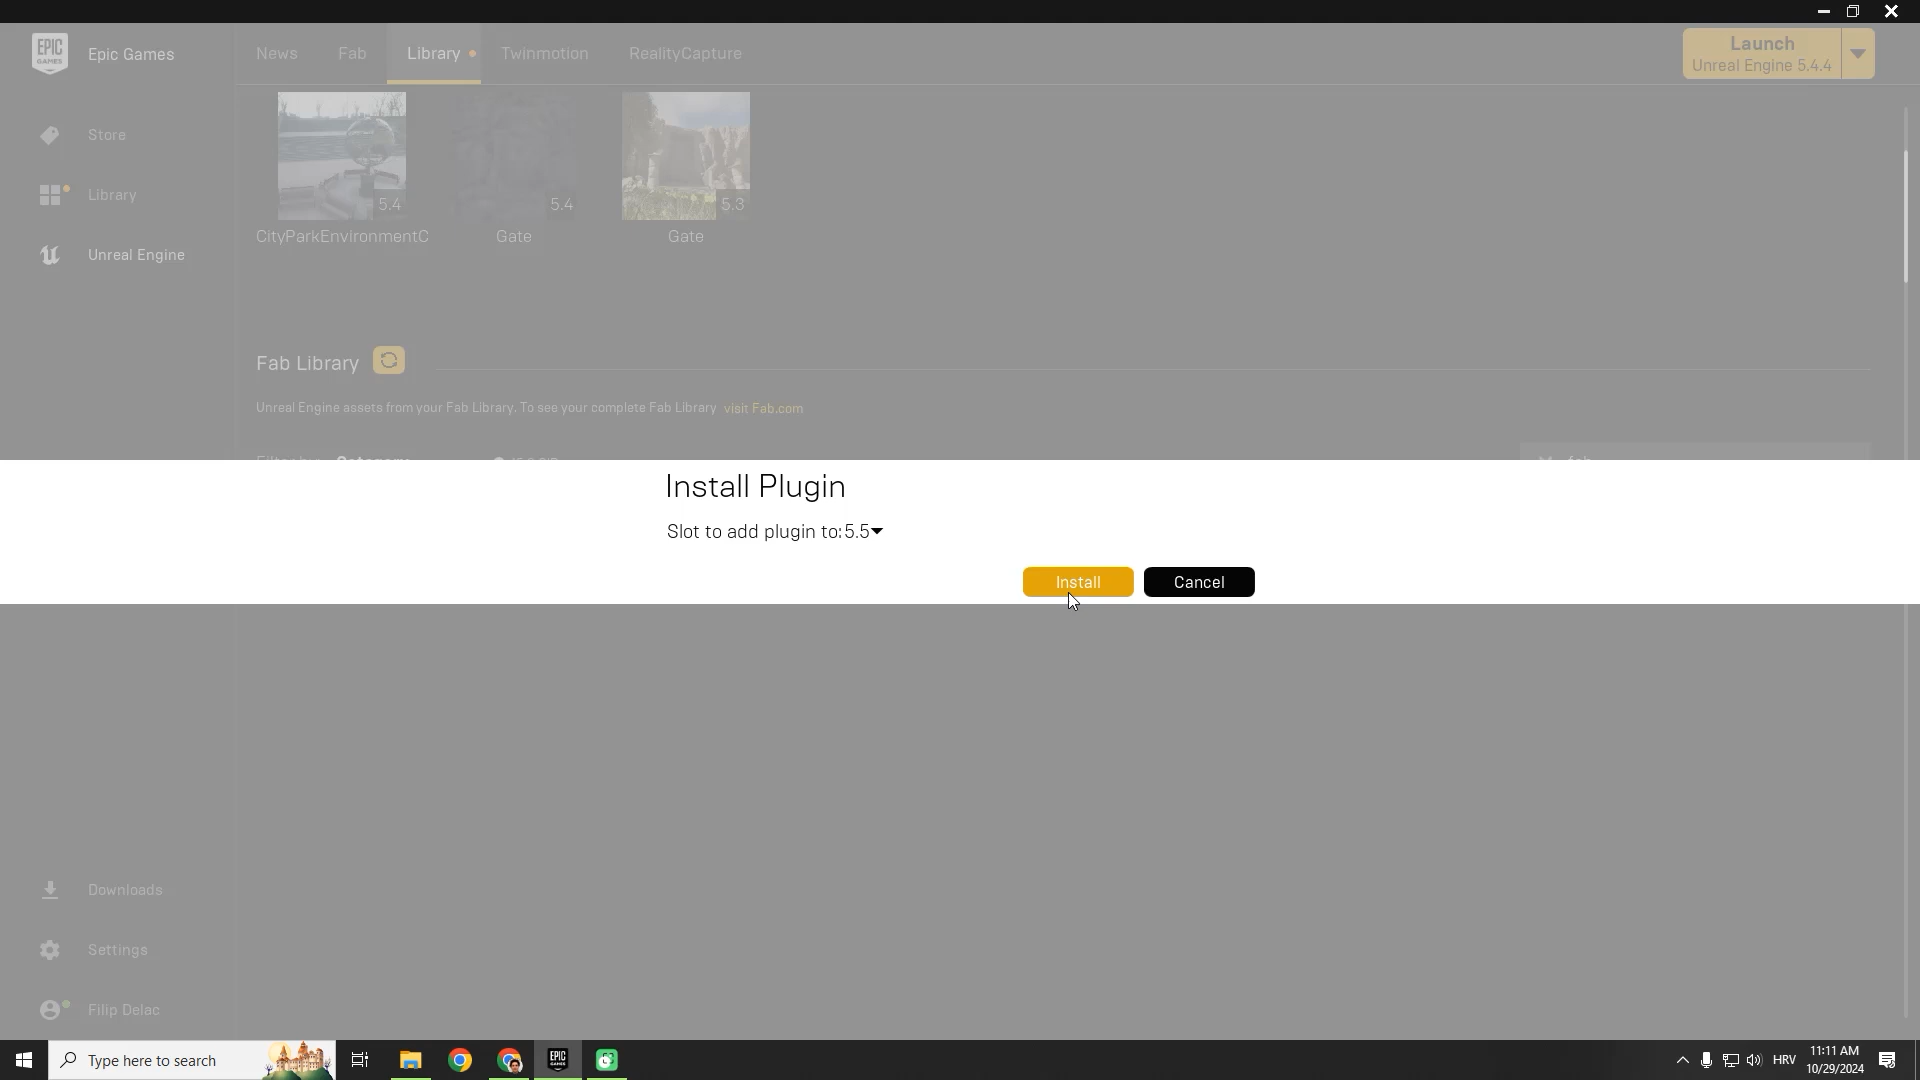 EPIC
GAMES
Epic Games
News
Fab
Library
Twinmotion
RealityCapture
Launch
Unreal Engine 5.4.4
Store
Library
Unreal Engine
5.4
5.4
5.3
CityParkEnvironmentC
Gate
Gate
Fab Library
Unreal Engine assets from your Fab Library. To see your complete Fab Library visit Fab.com
Install Plugin
Slot to add plugin to: 5.5
Install
Cancel
Downloads
Settings
Filip Delac
Type here to search
EPIC
GAMES
HRV
11:11 AM
10/29/2024